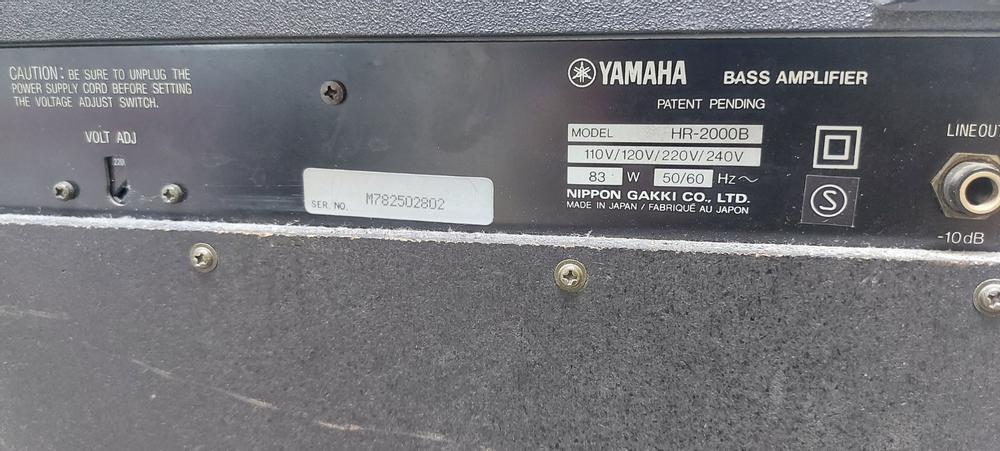 CAUTION: BE SURE TO UNPLUG THE
POWER SUPPLY CORD BEFORE SETTING
THE VOLTAGE ADJUST SWITCH.
VOLT ADJ
220V
SER. NO. M782502802
YAMAHA BASS AMPLIFIER
PATENT PENDING
MODEL HR-2000B
110V/120V/220V/240V
83 W 50/60 Hz～
NIPPON GAKKI CO., LTD.
MADE IN JAPAN / FABRIQUÉ AU JAPON
S
LINE OUT
-10dB